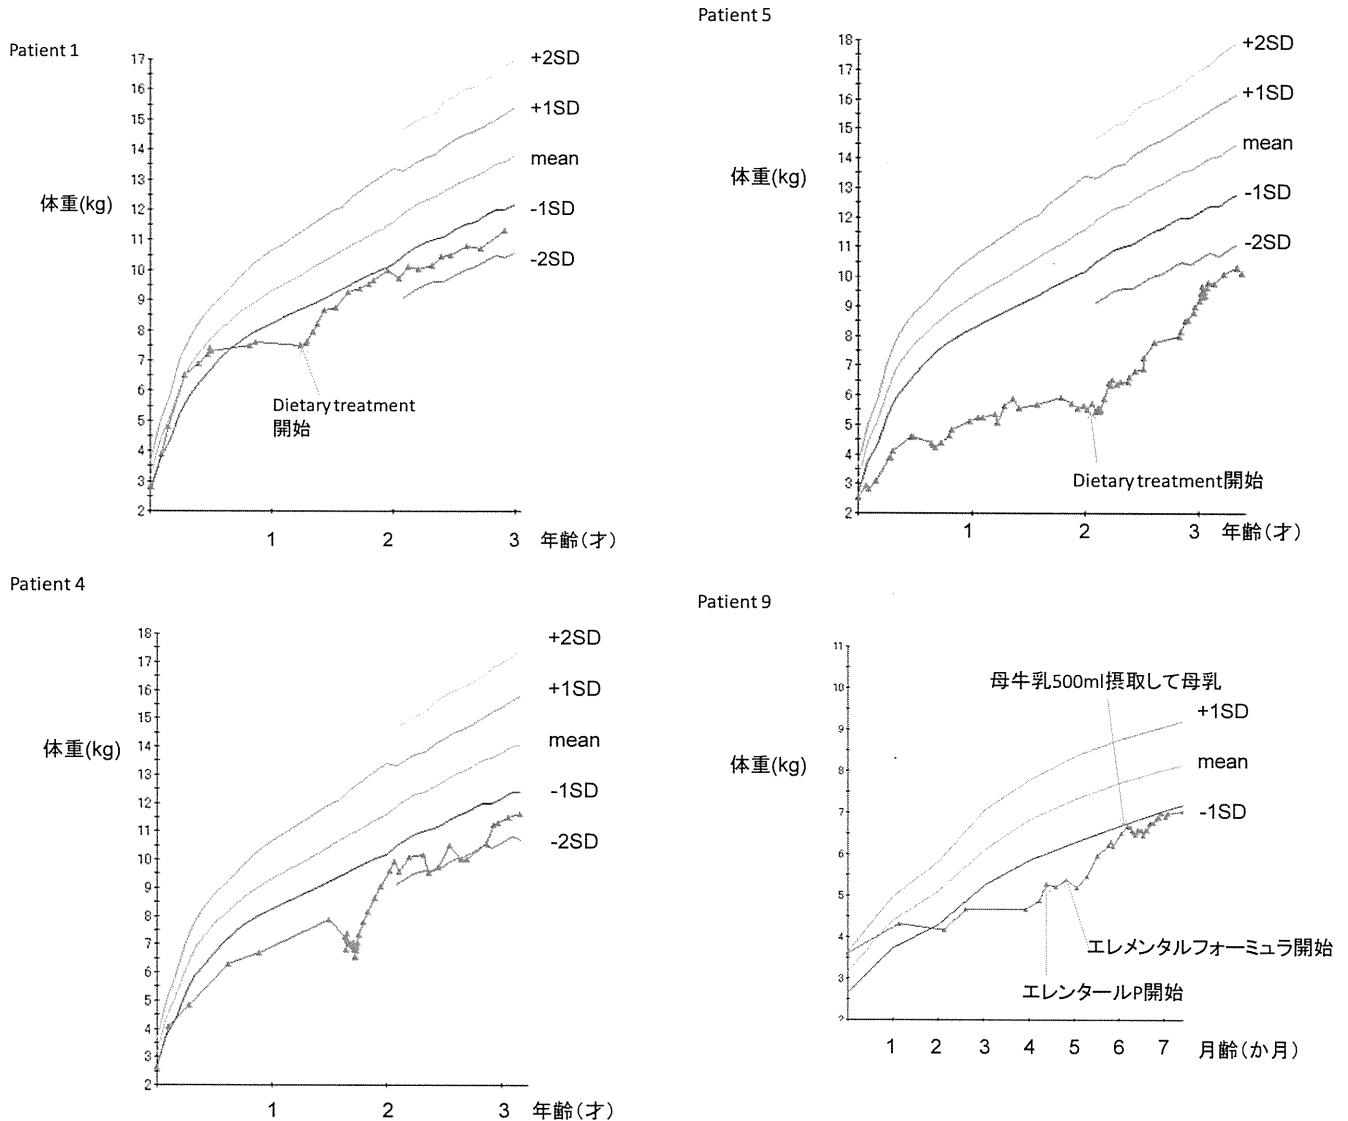 Patient 1
17
16
15
14
13
12
11
10
9
8
7
6
5
4
3
2
体重(kg)
+2SD
+1SD
mean
-1SD
-2SD
Dietary treatment
開始
1 2 3 年齢(才)
Patient 5
18
17
16
15
14
13
12
11
10
9
8
7
6
5
4
3
2
体重(kg)
+2SD
+1SD
mean
-1SD
-2SD
Dietary treatment開始
1 2 3 年齢(才)
Patient 4
18
17
16
15
14
13
12
11
10
9
8
7
6
5
4
3
2
体重(kg)
+2SD
+1SD
mean
-1SD
-2SD
1 2 3 年齢(才)
Patient 9
11
10
9
8
7
6
5
4
3
2
体重(kg)
母牛乳500ml摂取して母乳
+1SD
mean
-1SD
エレメンタルフォーミュラ開始
エレンタールP開始
1 2 3 4 5 6 7 月齢(か月)